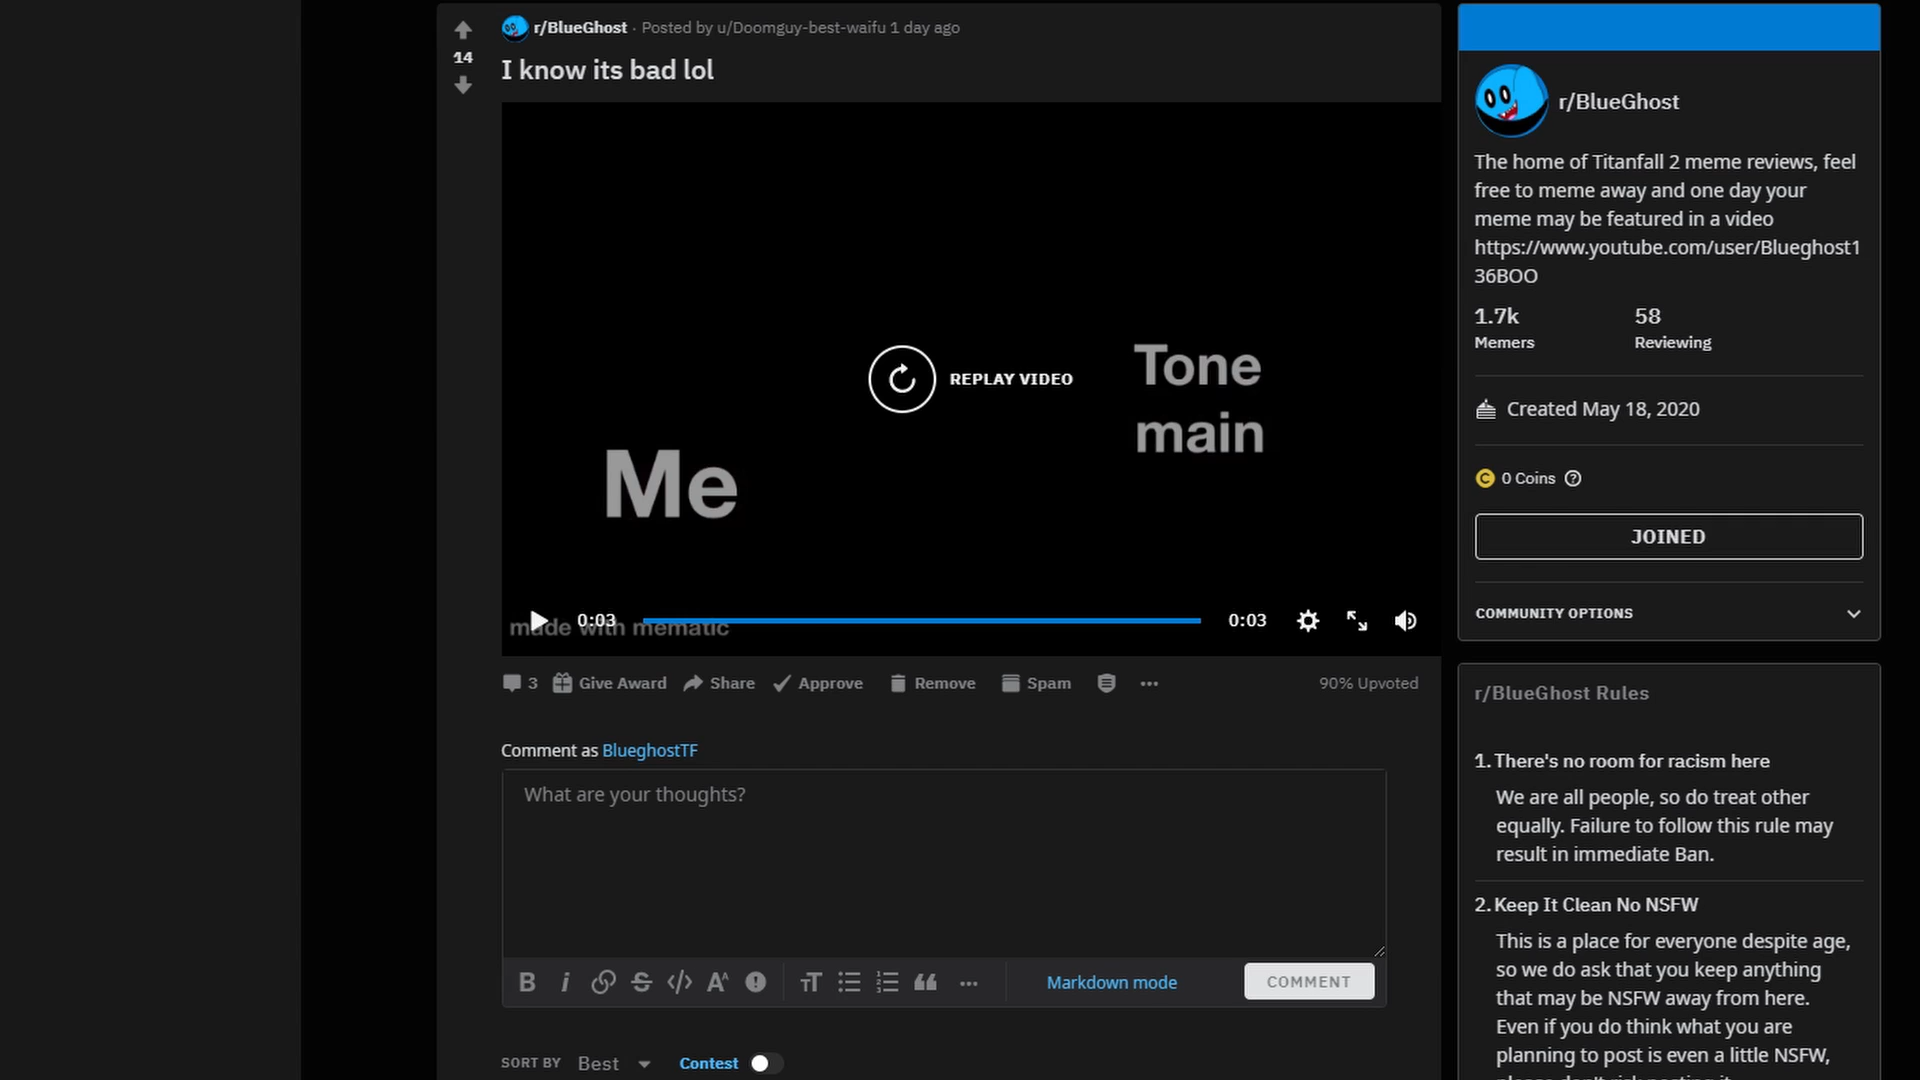 r/BlueGhost · Posted by u/Doomguy-best-waifu 1 day ago
14
I know its bad lol
REPLAY VIDEO
Tone
main
Me
0:03
0:03
made with mematic
3 Give Award Share Approve Remove Spam ••• 90% Upvoted
Comment as BlueghostTF
What are your thoughts?
Markdown mode
COMMENT
SORT BY Best Contest
r/BlueGhost
The home of Titanfall 2 meme reviews, feel
free to meme away and one day your
meme may be featured in a video
https://www.youtube.com/user/Blueghost1
36BOO
1.7k 58
Memers Reviewing
Created May 18, 2020
0 Coins
JOINED
COMMUNITY OPTIONS
r/BlueGhost Rules
1. There's no room for racism here
We are all people, so do treat other
equally. Failure to follow this rule may
result in immediate Ban.
2. Keep It Clean No NSFW
This is a place for everyone despite age,
so we do ask that you keep anything
that may be NSFW away from here.
Even if you do think what you are
planning to post is even a little NSFW,